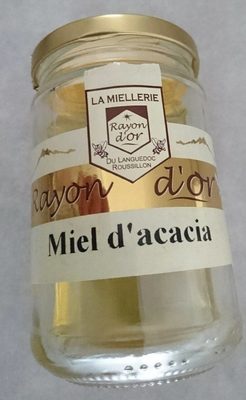 LA MIELLERIE
Rayon
d'or
DU LANGUEDOC
ROUSSILLON
Rayon d'or
Miel d'acacia